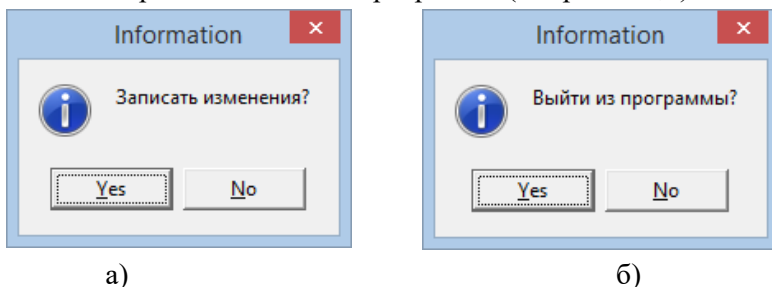 Information
Записать изменения?
Yes
No
Information
Выйти из программы?
Yes
No
а)
б)